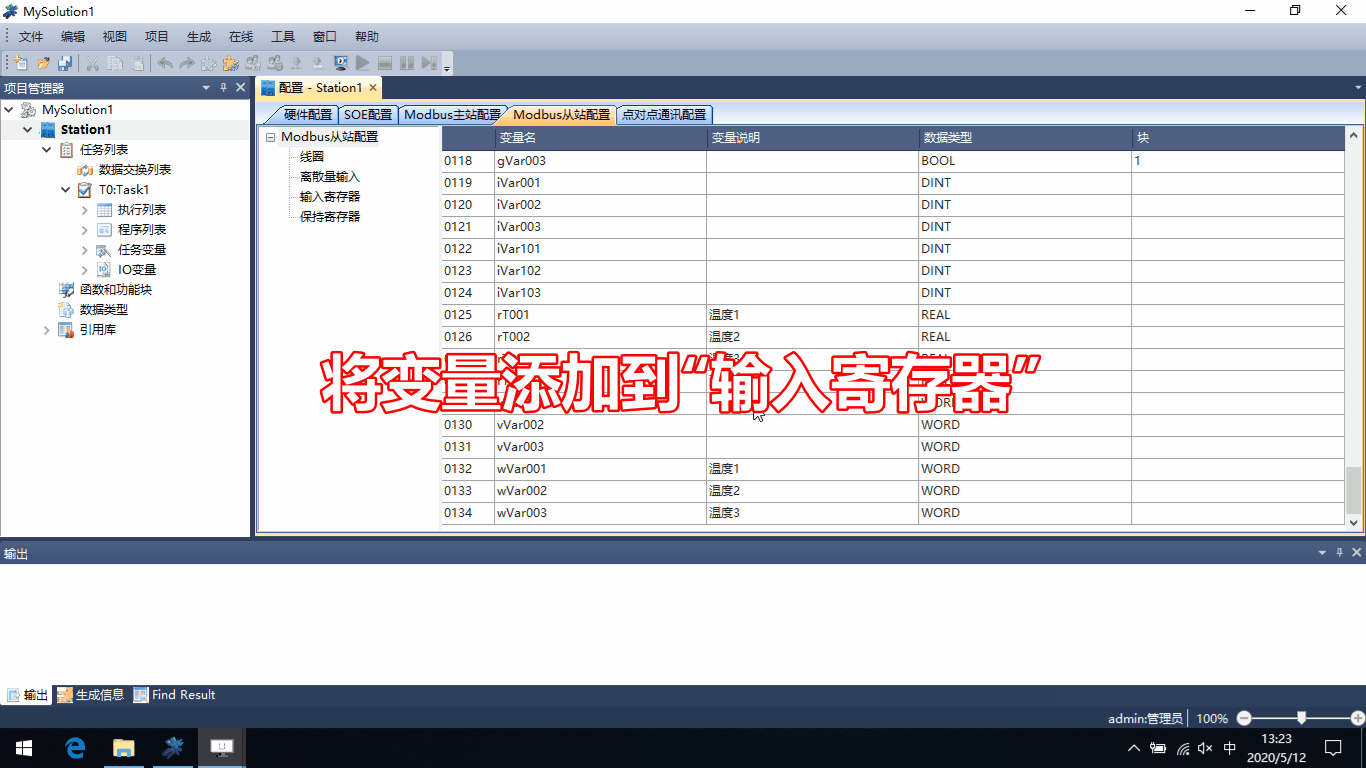 MySolution1
文件 编辑 视图 项目 生成 在线 工具 窗口 帮助
项目管理器
配置 - Station1
MySolution1
Station1
任务列表
数据交换列表
T0:Task1
执行列表
程序列表
任务变量
IO变量
函数和功能块
数据类型
引用库
硬件配置 SOE配置 Modbus主站配置 Modbus从站配置 点对点通讯配置
Modbus从站配置
线圈
离散量输入
输入寄存器
保持寄存器
变量名 变量说明 数据类型 块
0118 gVar003 BOOL 1
0119 iVar001 DINT
0120 iVar002 DINT
0121 iVar003 DINT
0122 iVar101 DINT
0123 iVar102 DINT
0124 iVar103 DINT
0125 rT001 温度1 REAL
0126 rT002 温度2 REAL
将变量添加到“输入寄存器”
0130 vVar002 WORD
0131 vVar003 WORD
0132 wVar001 温度1 WORD
0133 wVar002 温度2 WORD
0134 wVar003 温度3 WORD
输出
输出 生成信息 Find Result
admin:管理员 100%
中
13:23
2020/5/12